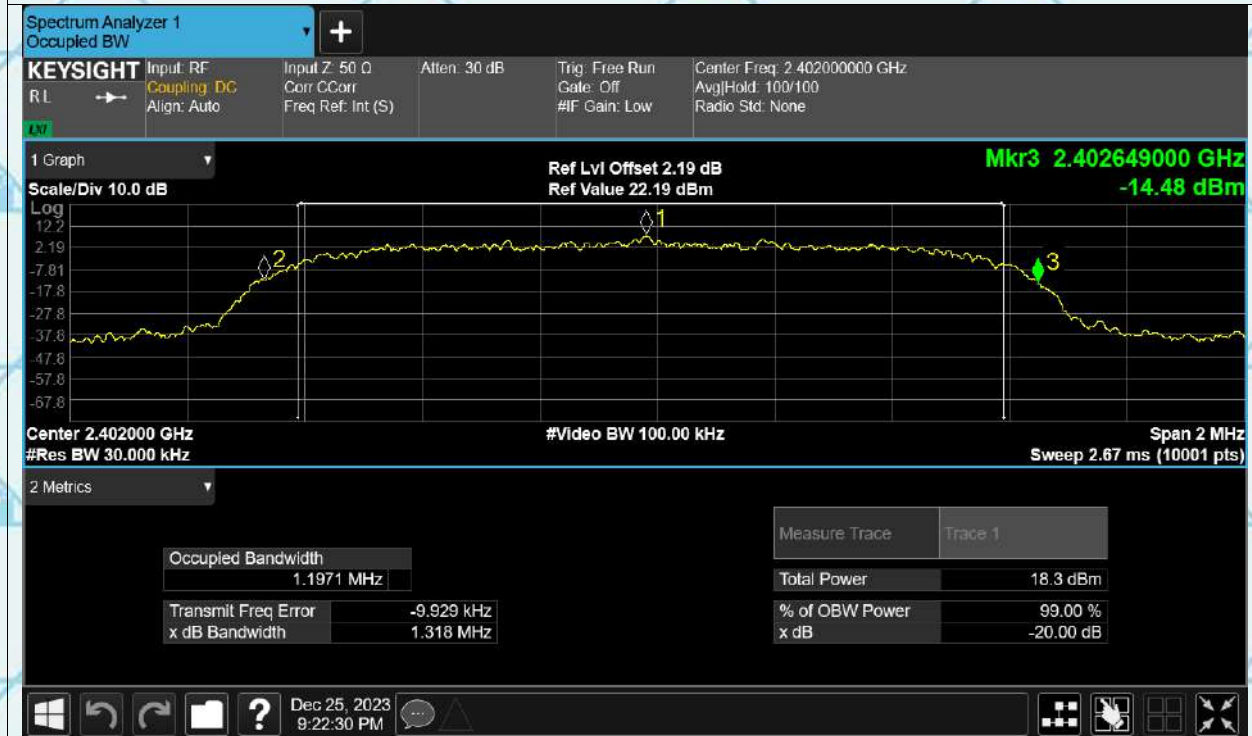 Spectrum Analyzer 1
Occupied BW
KEYSIGHT
RL
LXI
Input: RF
Coupling: DC
Align: Auto
Input Z: 50 Ω
Corr CCorr
Freq Ref: Int (S)
Atten: 30 dB
Trig: Free Run
Gate: Off
#IF Gain: Low
Center Freq: 2.402000000 GHz
Avg|Hold: 100/100
Radio Std: None
1 Graph
Scale/Div 10.0 dB
Ref Lvl Offset 2.19 dB
Ref Value 22.19 dBm
Mkr3 2.402649000 GHz
-14.48 dBm
Log
12.2
2.19
-7.81
-17.8
-27.8
-37.8
-47.8
-57.8
-67.8
1
2
3
Center 2.402000 GHz
#Res BW 30.000 kHz
#Video BW 100.00 kHz
Span 2 MHz
Sweep 2.67 ms (10001 pts)
2 Metrics
Measure Trace Trace 1
Occupied Bandwidth
1.1971 MHz
Total Power 18.3 dBm
Transmit Freq Error -9.929 kHz
% of OBW Power 99.00 %
x dB Bandwidth 1.318 MHz
x dB -20.00 dB
?
Dec 25, 2023
9:22:30 PM